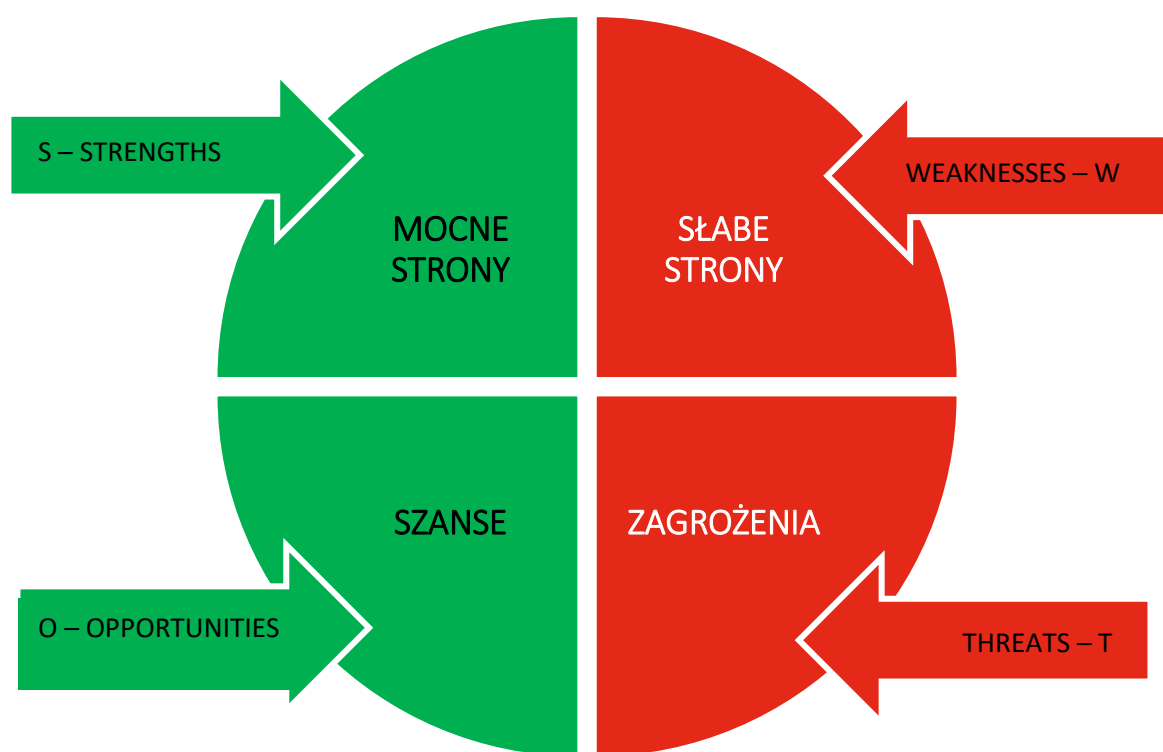 S – STRENGTHS
WEAKNESSES – W
MOCNE
STRONY
SŁABE
STRONY
SZANSE
ZAGROŻENIA
O – OPPORTUNITIES
THREATS – T